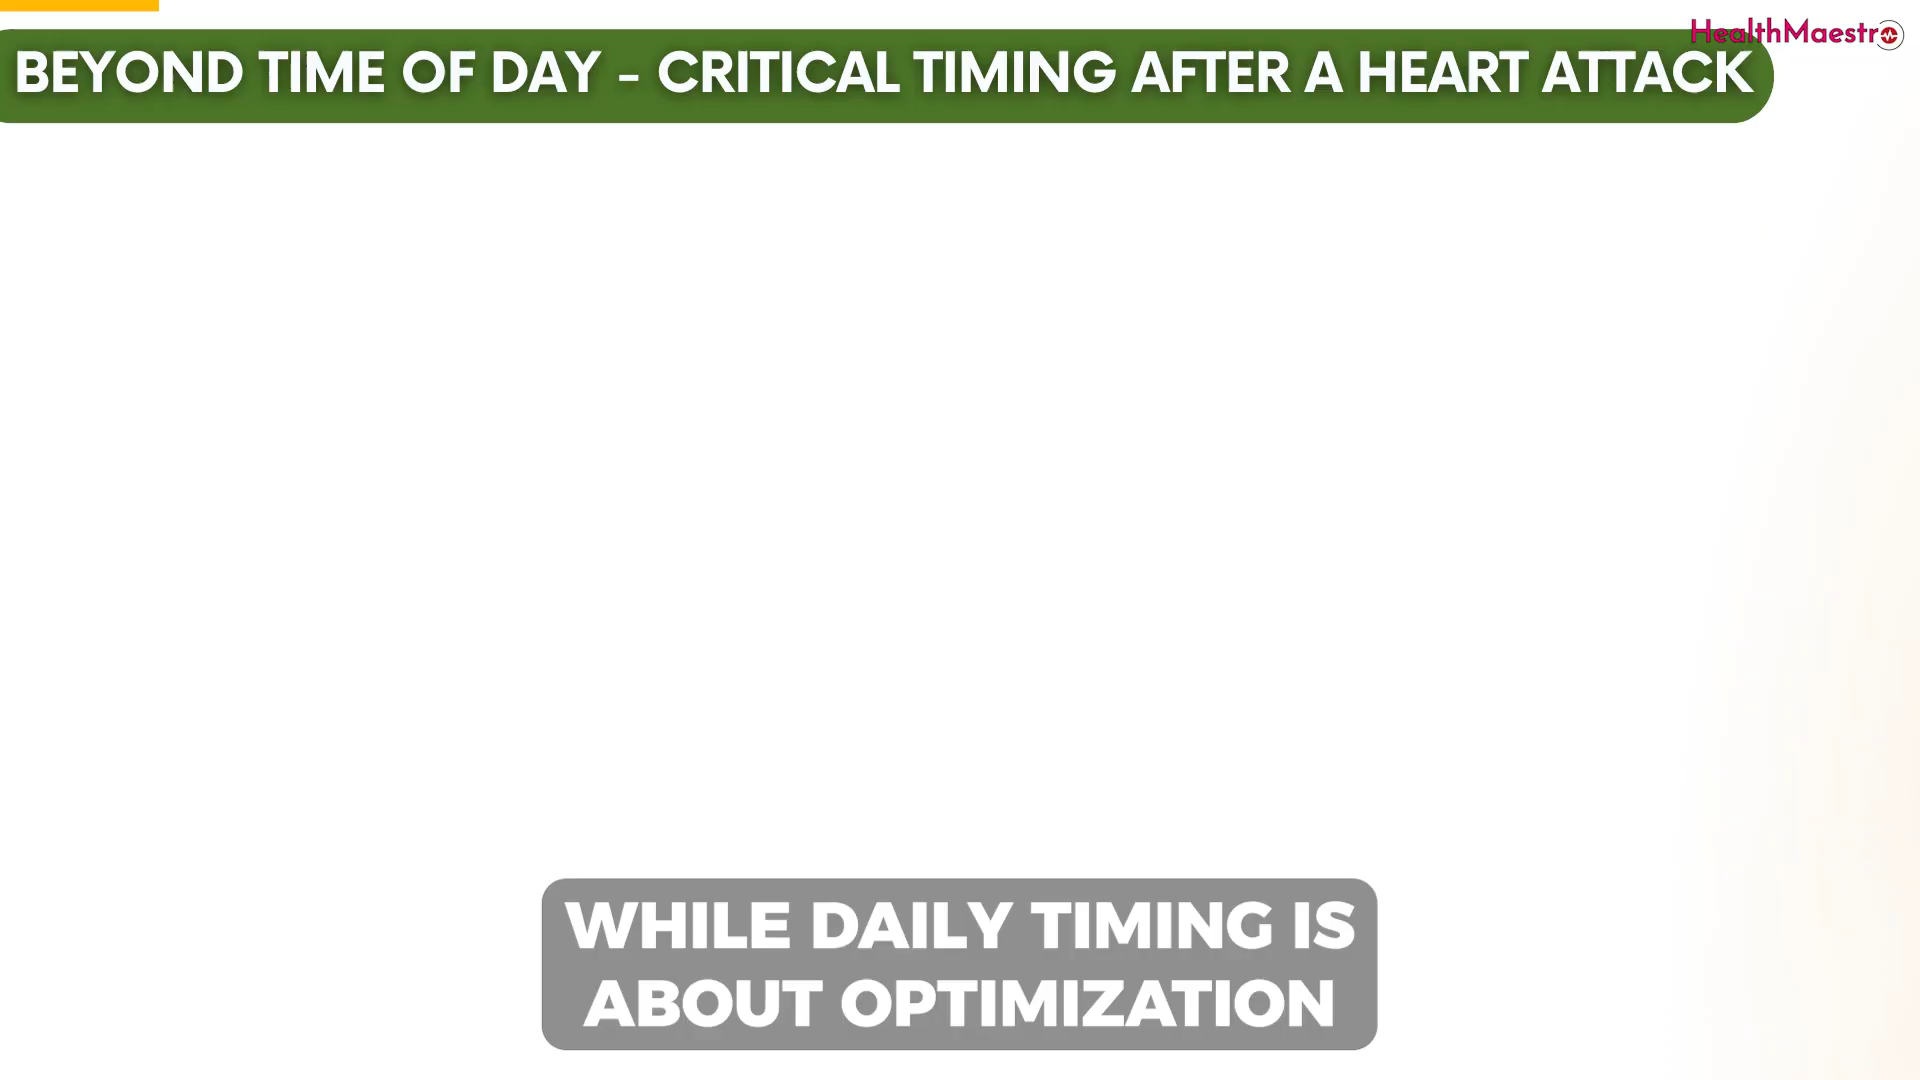 HealthMaestro
BEYOND TIME OF DAY - CRITICAL TIMING AFTER A HEART ATTACK
WHILE DAILY TIMING IS
ABOUT OPTIMIZATION